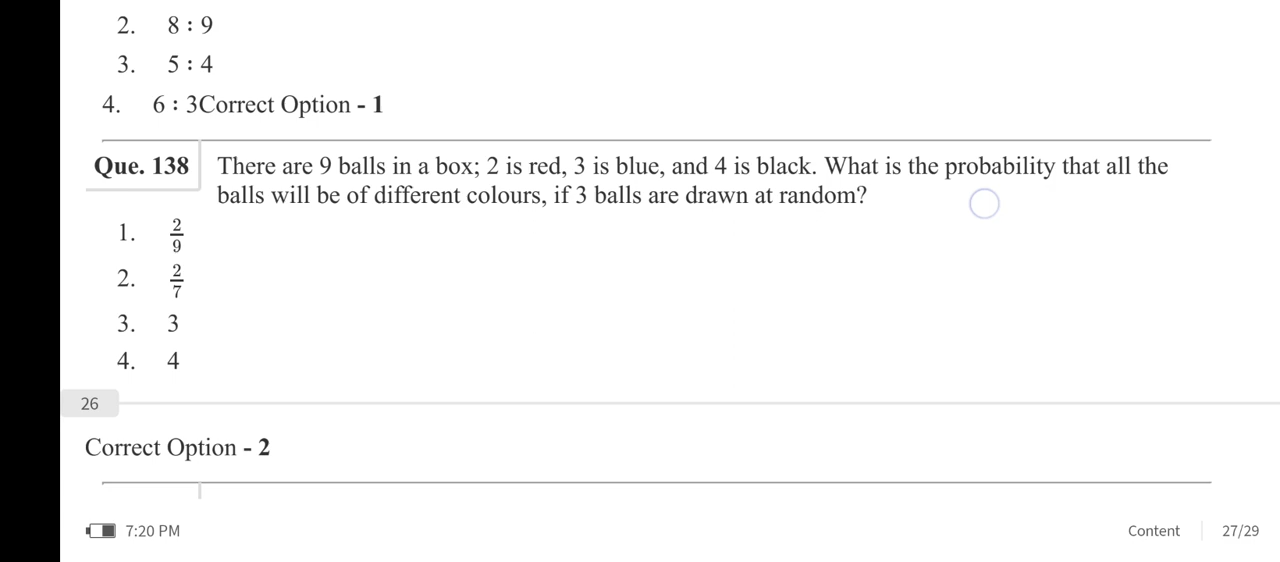 2. 8 : 9
3. 5 : 4
4. 6 : 3Correct Option - 1
Que. 138 There are 9 balls in a box; 2 is red, 3 is blue, and 4 is black. What is the probability that all the
balls will be of different colours, if 3 balls are drawn at random?
1. 2/9
2. 2/7
3. 3
4. 4
26
Correct Option - 2
7:20 PM Content 27/29